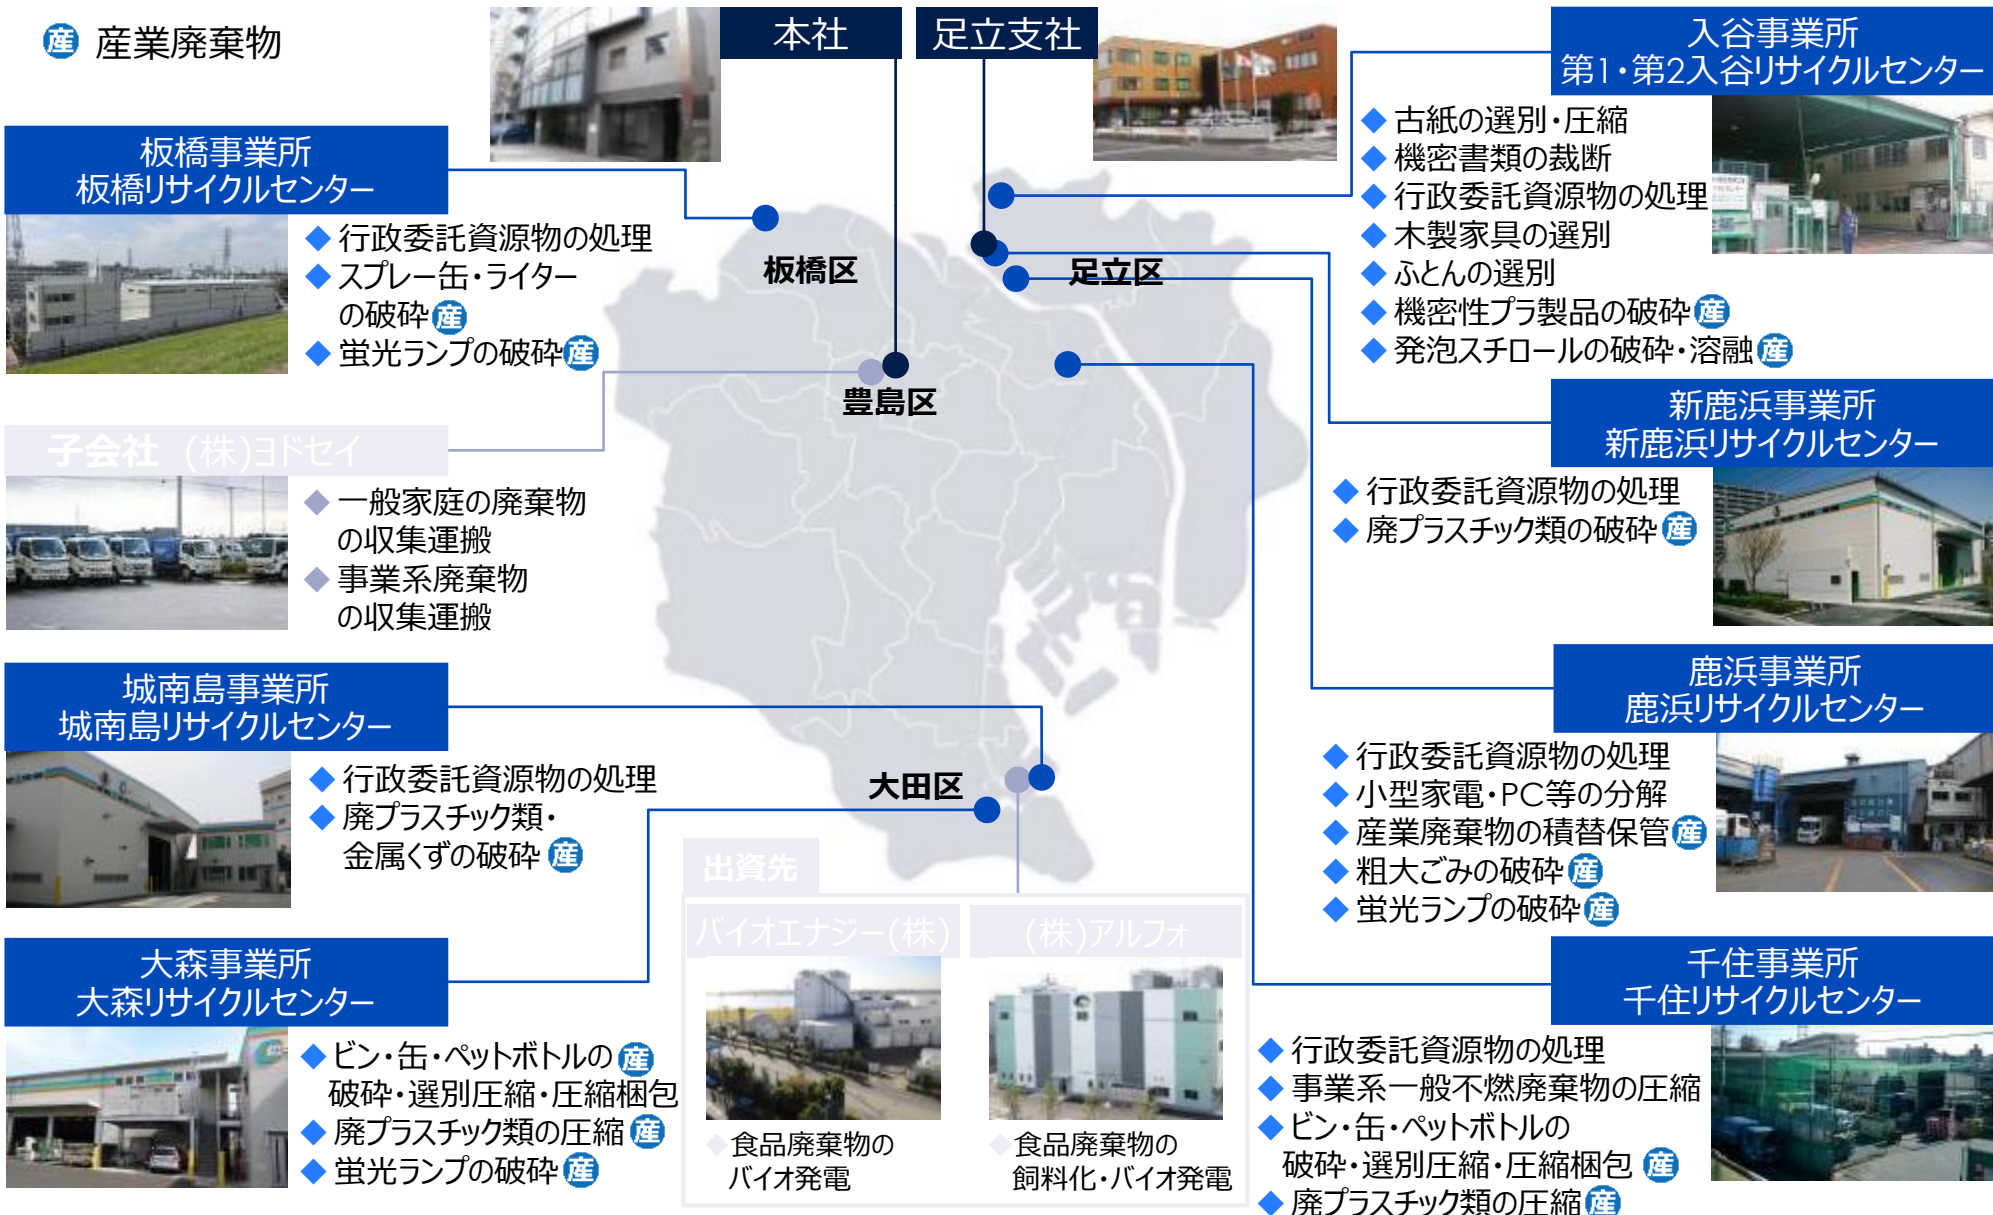 産 産業廃棄物
本社
足立支社
板橋事業所
板橋リサイクルセンター
行政委託資源物の処理
スプレー缶・ライター
の破砕 産
蛍光ランプの破砕 産
子会社 (株)ヨドセイ
一般家庭の廃棄物
の収集運搬
事業系廃棄物
の収集運搬
城南島事業所
城南島リサイクルセンター
行政委託資源物の処理
廃プラスチック類・
金属くずの破砕 産
大森事業所
大森リサイクルセンター
ビン・缶・ペットボトルの 産
破砕・選別圧縮・圧縮梱包
廃プラスチック類の圧縮 産
蛍光ランプの破砕 産
板橋区
足立区
豊島区
大田区
出資先
バイオエナジー(株)
食品廃棄物の
バイオ発電
(株)アルフォ
食品廃棄物の
飼料化・バイオ発電
入谷事業所
第1・第2入谷リサイクルセンター
古紙の選別・圧縮
機密書類の裁断
行政委託資源物の処理
木製家具の選別
ふとんの選別
機密性プラ製品の破砕 産
発泡スチロールの破砕・溶融 産
新鹿浜事業所
新鹿浜リサイクルセンター
行政委託資源物の処理
廃プラスチック類の破砕 産
鹿浜事業所
鹿浜リサイクルセンター
行政委託資源物の処理
小型家電・PC等の分解
産業廃棄物の積替保管 産
粗大ごみの破砕 産
蛍光ランプの破砕 産
千住事業所
千住リサイクルセンター
行政委託資源物の処理
事業系一般不燃廃棄物の圧縮
ビン・缶・ペットボトルの
破砕・選別圧縮・圧縮梱包 産
廃プラスチック類の圧縮 産